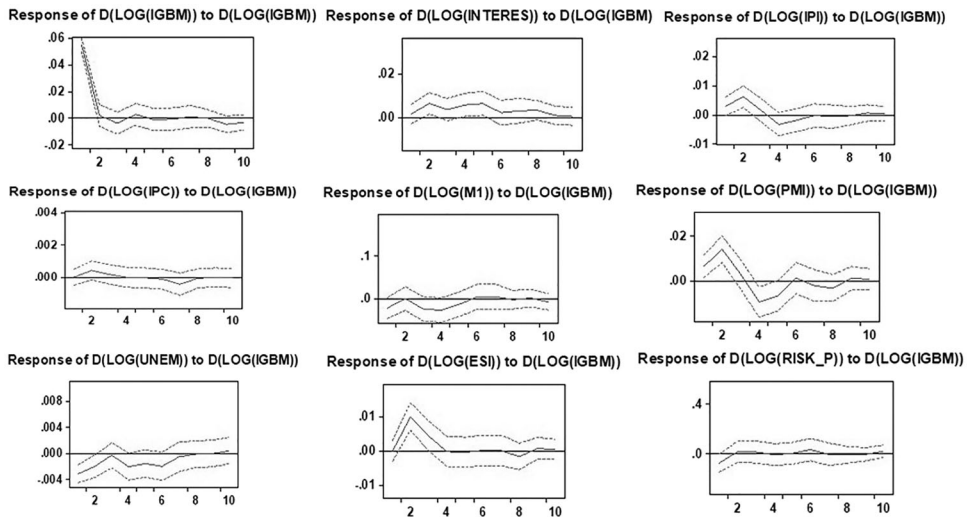 Response of D(LOG(IGBM)) to D(LOG(IGBM))
.06
.04
.02
.00
-.02
2 4 6 8 10
Response of D(LOG(INTERES)) to D(LOG(IGBM)
.02
.00
2 4 6 8 10
Response of D(LOG(IPI)) to D(LOG(IGBM))
.02
.01
.00
-.01
2 4 6 8 10
Response of D(LOG(IPC)) to D(LOG(IGBM))
.004
.002
.000
2 4 6 8 10
Response of D(LOG(M1) to D(LOG(IGBM))
.1
.0
2 4 6 8 10
Response of D(LOG(PMI)) to D(LOG(IGBM))
.02
.00
2 4 6 8 10
Response of D(LOG(UNEM)) to D(LOG(IGBM))
.008
.004
.000
-.004
2 4 6 8 10
Response of D(LOG(ESI)) to D(LOG(IGBM))
.01
.00
-.01
2 4 6 8 10
Response of D(LOG(RISK_P)) to D(LOG(IGBM))
.4
.0
2 4 6 8 10